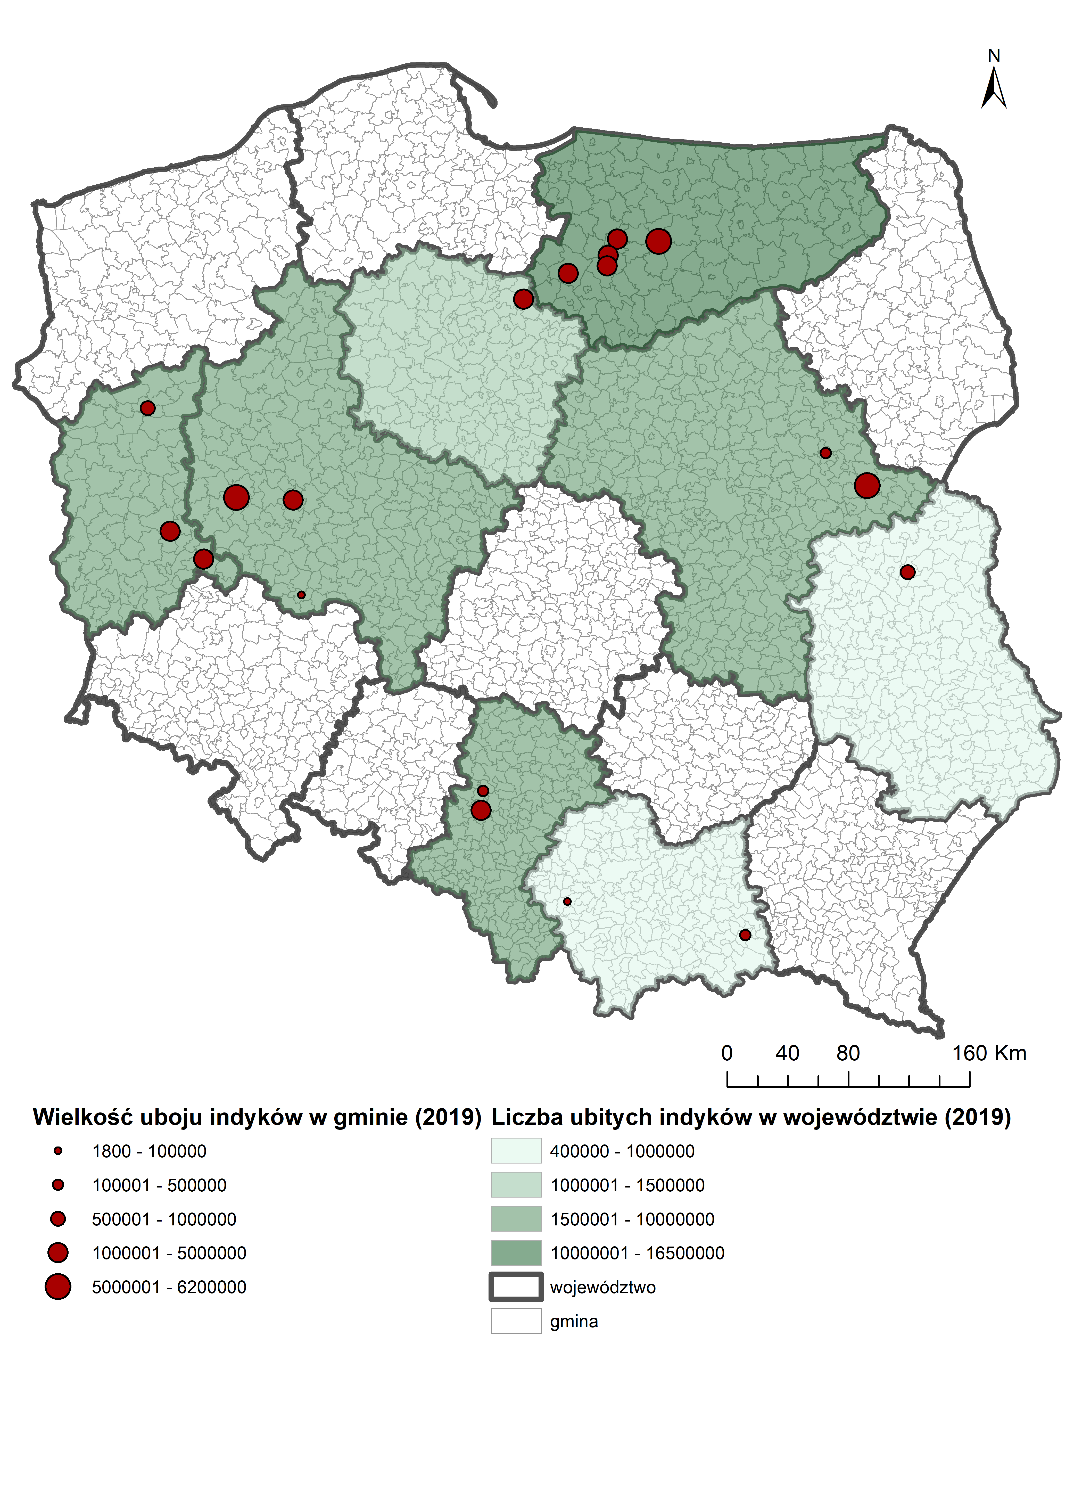 N
0 40 80 160 Km
Wielkość uboju indyków w gminie (2019)
1800 - 100000
100001 - 500000
500001 - 1000000
1000001 - 5000000
5000001 - 6200000
Liczba ubitych indyków w województwie (2019)
400000 - 1000000
1000001 - 1500000
1500001 - 10000000
10000001 - 16500000
województwo
gmina